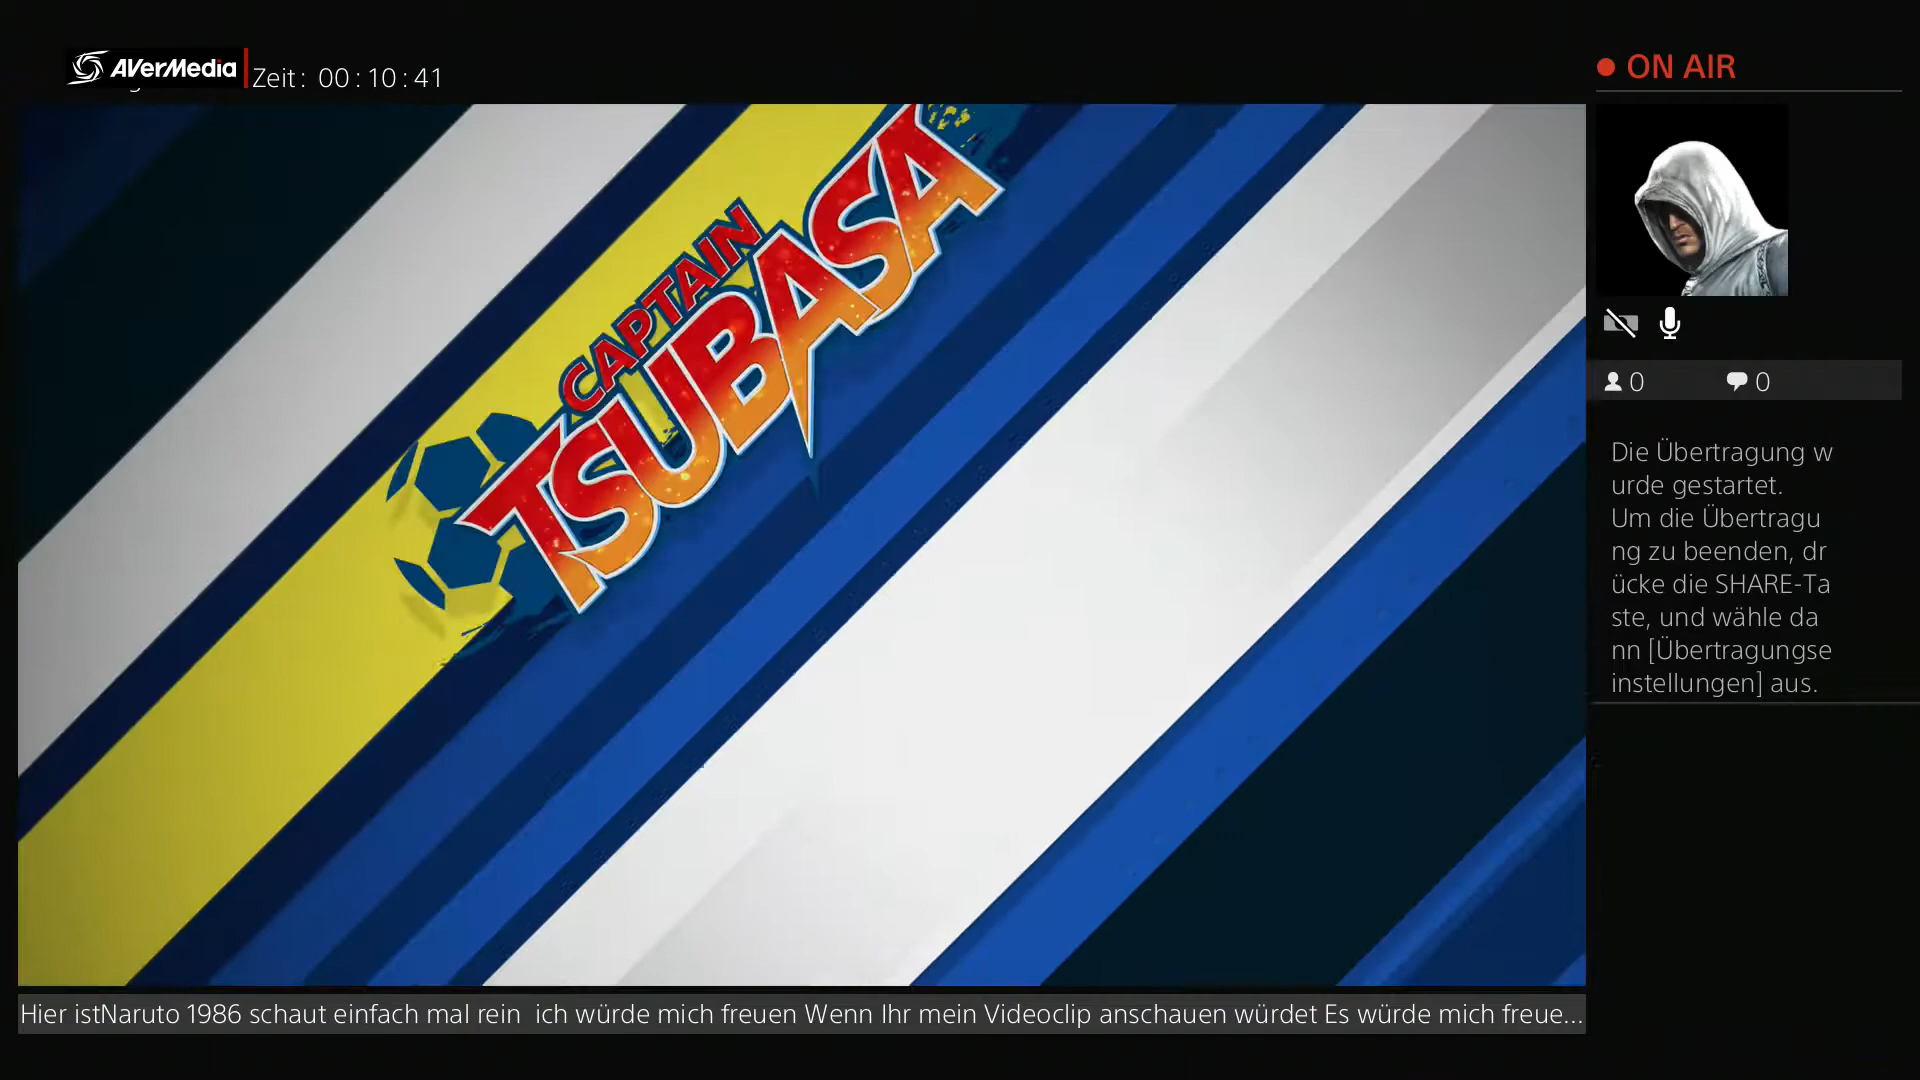 AVerMedia
Zeit: 00:10:41
ON AIR
CAPTAIN
TSUBASA
0
0
Die Übertragung w
urde gestartet.
Um die Übertragu
ng zu beenden, dr
ücke die SHARE-Ta
ste, und wähle da
nn [Übertragungse
instellungen] aus.
Hier istNaruto 1986 schaut einfach mal rein  ich würde mich freuen Wenn Ihr mein Videoclip anschauen würdet Es würde mich freue...